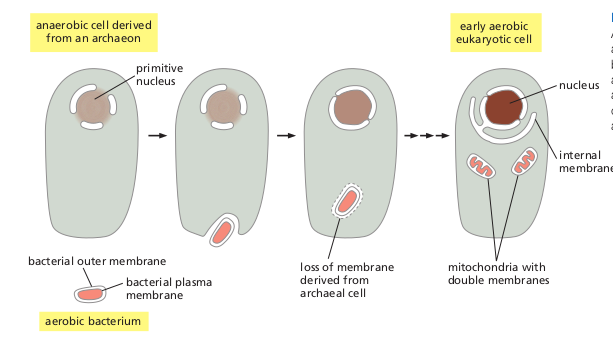 anaerobic cell derived
from an archaeon
early aerobic
eukaryotic cell
primitive
nucleus
nucleus
internal
membrane
bacterial outer membrane
bacterial plasma
membrane
aerobic bacterium
loss of membrane
derived from
archaeal cell
mitochondria with
double membranes